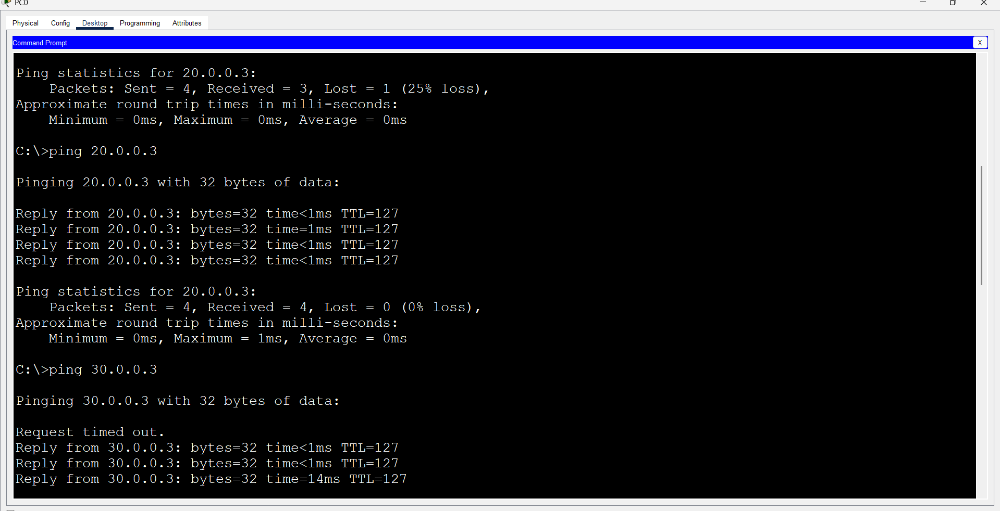 PC0
Physical Config Desktop Programming Attributes
Command Prompt X
Ping statistics for 20.0.0.3:
    Packets: Sent = 4, Received = 3, Lost = 1 (25% loss),
Approximate round trip times in milli-seconds:
    Minimum = 0ms, Maximum = 0ms, Average = 0ms
C:\>ping 20.0.0.3
Pinging 20.0.0.3 with 32 bytes of data:
Reply from 20.0.0.3: bytes=32 time<1ms TTL=127
Reply from 20.0.0.3: bytes=32 time=1ms TTL=127
Reply from 20.0.0.3: bytes=32 time<1ms TTL=127
Reply from 20.0.0.3: bytes=32 time<1ms TTL=127
Ping statistics for 20.0.0.3:
    Packets: Sent = 4, Received = 4, Lost = 0 (0% loss),
Approximate round trip times in milli-seconds:
    Minimum = 0ms, Maximum = 1ms, Average = 0ms
C:\>ping 30.0.0.3
Pinging 30.0.0.3 with 32 bytes of data:
Request timed out.
Reply from 30.0.0.3: bytes=32 time<1ms TTL=127
Reply from 30.0.0.3: bytes=32 time<1ms TTL=127
Reply from 30.0.0.3: bytes=32 time=14ms TTL=127